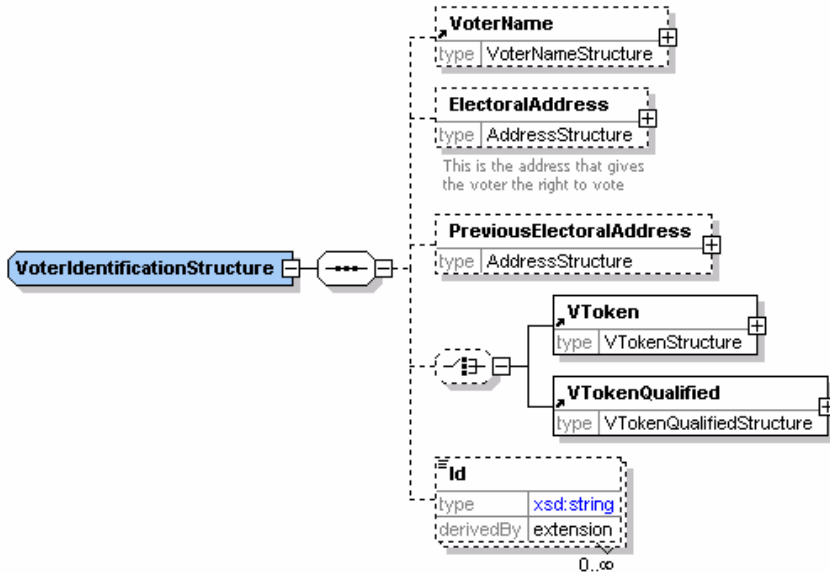 VoterName
type VoterNameStructure
ElectoralAddress
type AddressStructure
This is the address that gives
the voter the right to vote
PreviousElectoralAddress
type AddressStructure
VoterIdentificationStructure
VToken
type VTokenStructure
VTokenQualified
type VTokenQualifiedStructure
Id
type xsd:string
derivedBy extension
0..∞